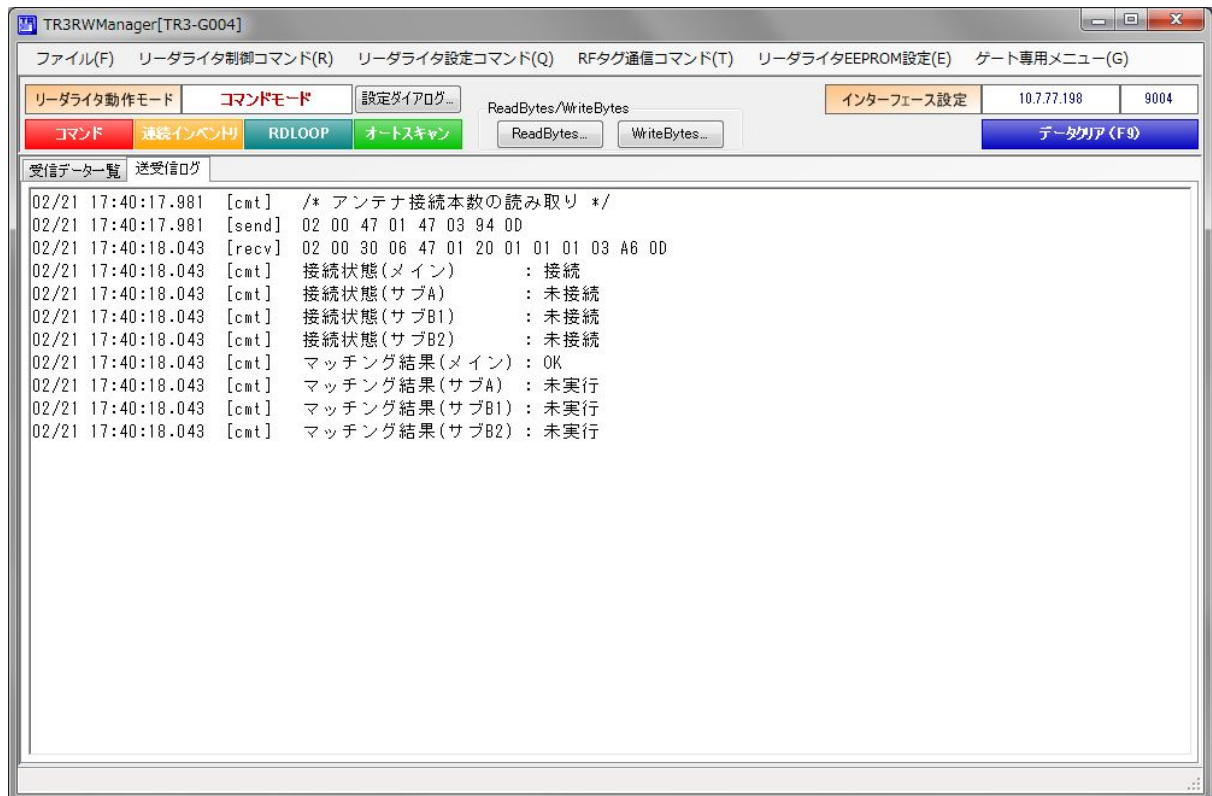 TR3RWManager[TR3-G004]
ファイル(F) リーダライタ制御コマンド(R) リーダライタ設定コマンド(Q) RFタグ通信コマンド(T) リーダライタEEPROM設定(E) ゲート専用メニュー(G)
リーダライタ動作モード コマンドモード 設定ダイアログ... ReadBytes/WriteBytes インターフェース設定 10.7.77.198 9004
コマンド 連続インベントリ RDLOOP オートスキャン ReadBytes... WriteBytes... データクリア (F9)
受信データ一覧 送受信ログ
02/21 17:40:17.981 [cmt] /* アンテナ接続本数の読み取り */
02/21 17:40:17.981 [send] 02 00 47 01 47 03 94 0D
02/21 17:40:18.043 [recv] 02 00 30 06 47 01 20 01 01 01 03 A6 0D
02/21 17:40:18.043 [cmt] 接続状態(メイン) : 接続
02/21 17:40:18.043 [cmt] 接続状態(サブA) : 未接続
02/21 17:40:18.043 [cmt] 接続状態(サブB1) : 未接続
02/21 17:40:18.043 [cmt] 接続状態(サブB2) : 未接続
02/21 17:40:18.043 [cmt] マッチング結果(メイン) : OK
02/21 17:40:18.043 [cmt] マッチング結果(サブA) : 未実行
02/21 17:40:18.043 [cmt] マッチング結果(サブB1) : 未実行
02/21 17:40:18.043 [cmt] マッチング結果(サブB2) : 未実行